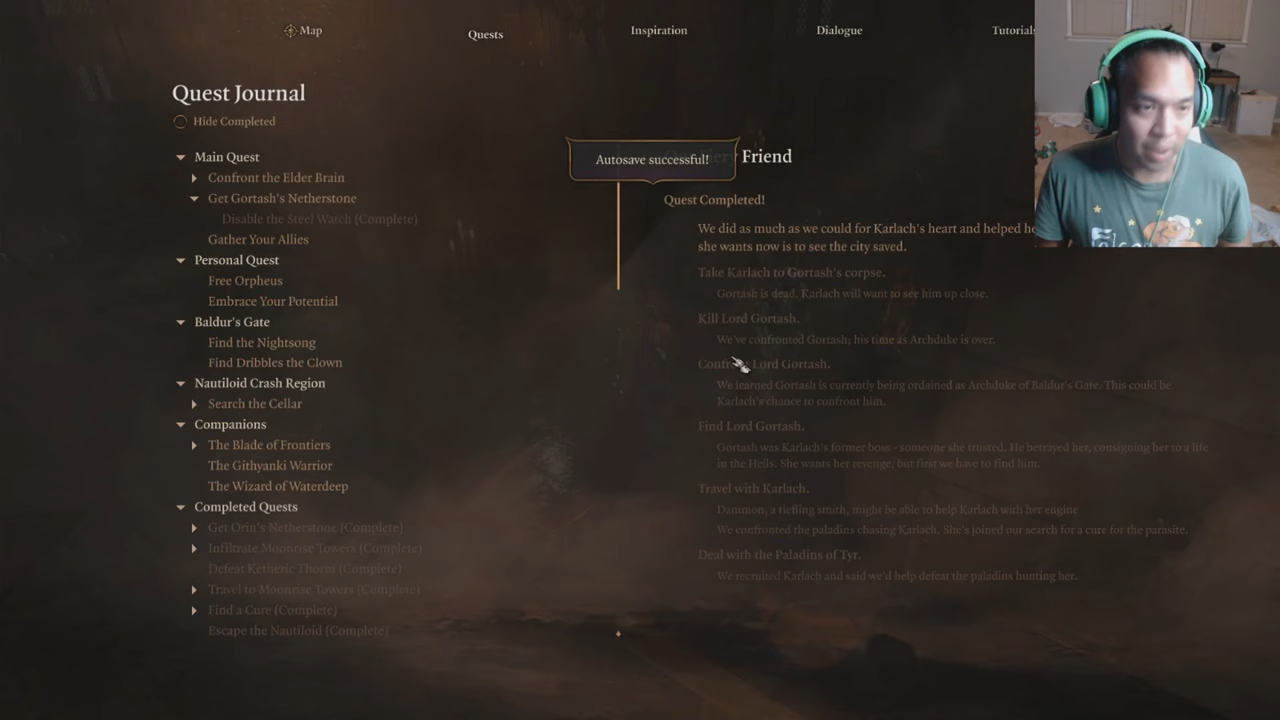 Map
Quests
Inspiration
Dialogue
Tutorials
Quest Journal
Hide Completed
Main Quest
Confront the Elder Brain
Get Gortash's Netherstone
Disable the Steel Watch (Complete)
Gather Your Allies
Personal Quest
Free Orpheus
Embrace Your Potential
Baldur's Gate
Find the Nightsong
Find Dribbles the Clown
Nautiloid Crash Region
Search the Cellar
Companions
The Blade of Frontiers
The Githyanki Warrior
The Wizard of Waterdeep
Completed Quests
Get Orin's Netherstone (Complete)
Infiltrate Moonrise Towers (Complete)
Defeat Ketheric Thorm (Complete)
Travel to Moonrise Towers (Complete)
Find a Cure (Complete)
Escape the Nautiloid (Complete)
Autosave successful!
Friend
Quest Completed!
We did as much as we could for Karlach's heart and helped
she wants now is to see the city saved.
Take Karlach to Gortash's corpse.
Gortash is dead. Karlach will want to see him up close.
Kill Lord Gortash.
We've confronted Gortash; his time as Archduke is over.
Confront Lord Gortash.
We learned Gortash is currently being ordained as Archduke of Baldur's Gate. This could be
Karlach's chance to confront him.
Find Lord Gortash.
Gortash was Karlach's former boss - someone she trusted. He betrayed her, consigning her to a life
in the Hells. She wants her revenge, but first we have to find him.
Travel with Karlach.
Dammon, a tiefling smith, might be able to help Karlach with her engine
We confronted the paladins chasing Karlach. She's joined our search for a cure for the parasite.
Deal with the Paladins of Tyr.
We recruited Karlach and said we'd help defeat the paladins hunting her.